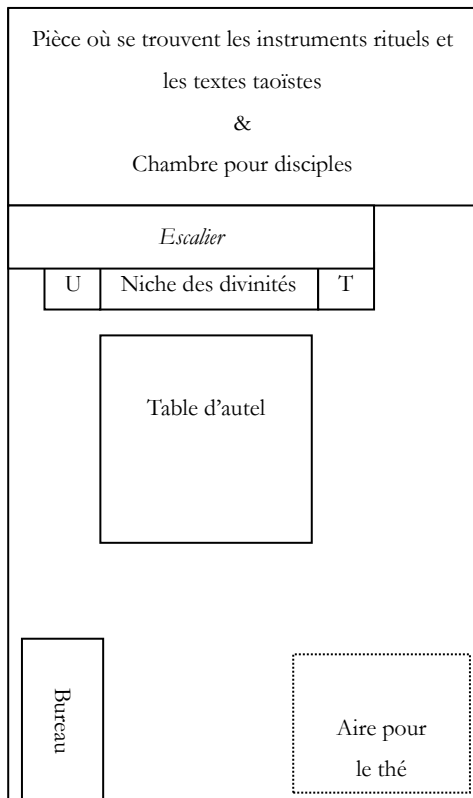 Pièce où se trouvent les instruments rituels et
les textes taoïstes
&
Chambre pour disciples
Escalier
U
Niche des divinités
T
Table d’autel
Bureau
Aire pour
le thé